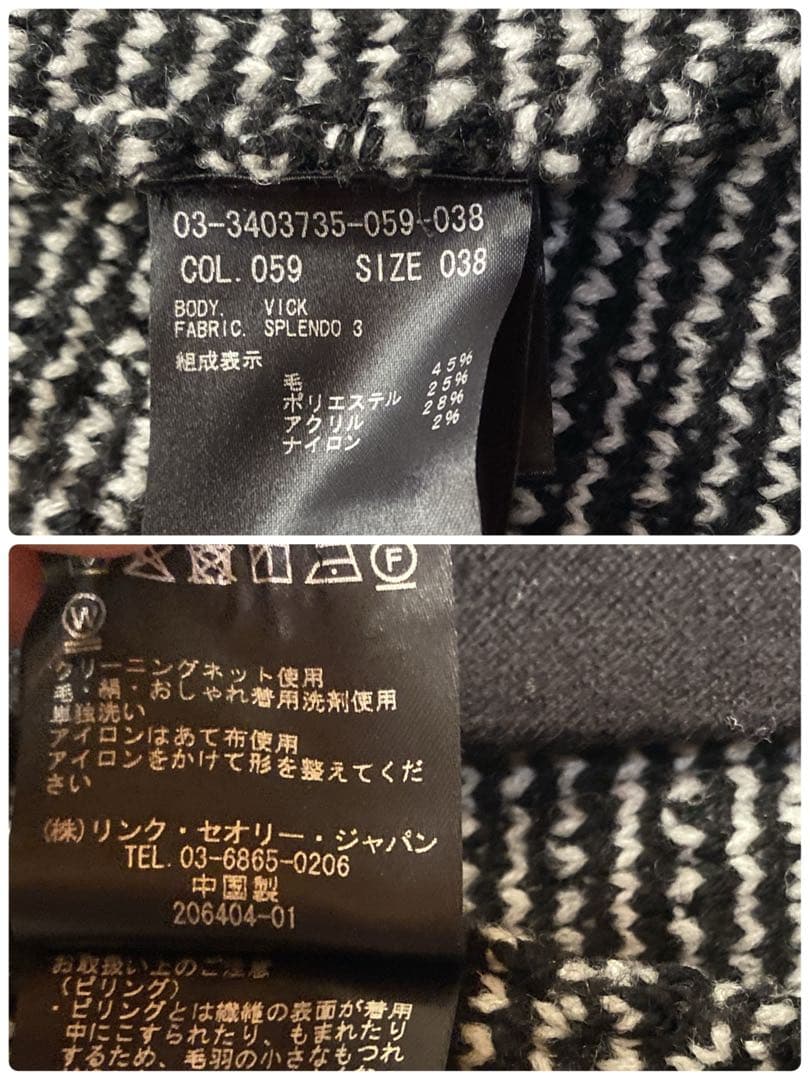 03-3403735-059-038
COL.059 SIZE 038
BODY. VICK
FABRIC. SPLENDO 3
組成表示
毛 45%
ポリエステル 25%
アクリル 28%
ナイロン 2%
F
W
クリーニングネット使用
毛・絹・おしゃれ着用洗剤使用
単独洗い
アイロンはあて布使用
アイロンをかけて形を整えてくだ
さい
(株)リンク・セオリー・ジャパン
TEL.03-6865-0206
中国製
206404-01
お取扱い上のご注意
(ピリング)
・ピリングとは繊維の表面が着用
中にこすられたり、もまれたり
するため、毛羽の小さなもつれ